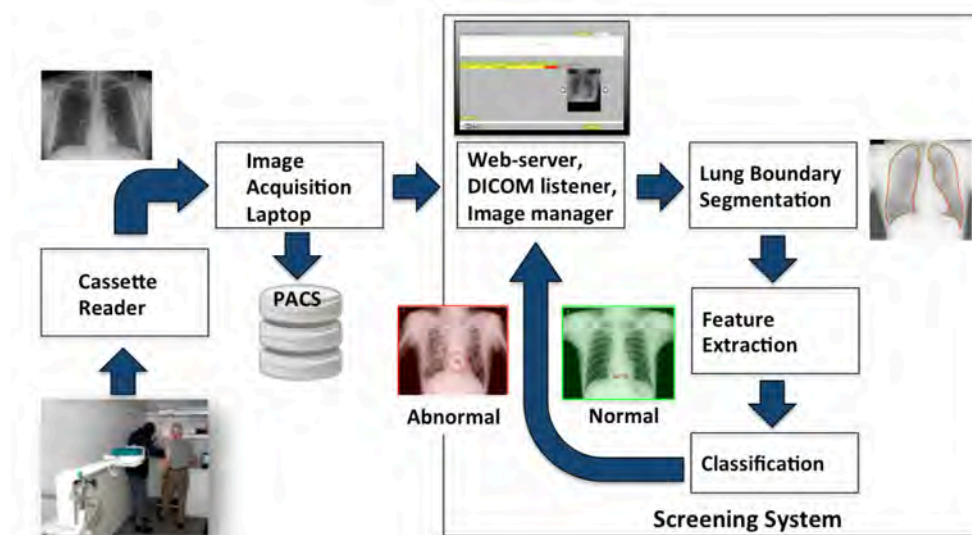 Image
Acquisition
Laptop
Web-server,
DICOM listener,
Image manager
Lung Boundary
Segmentation
Cassette
Reader
PACS
Feature
Extraction
Abnormal
Normal
Classification
Screening System